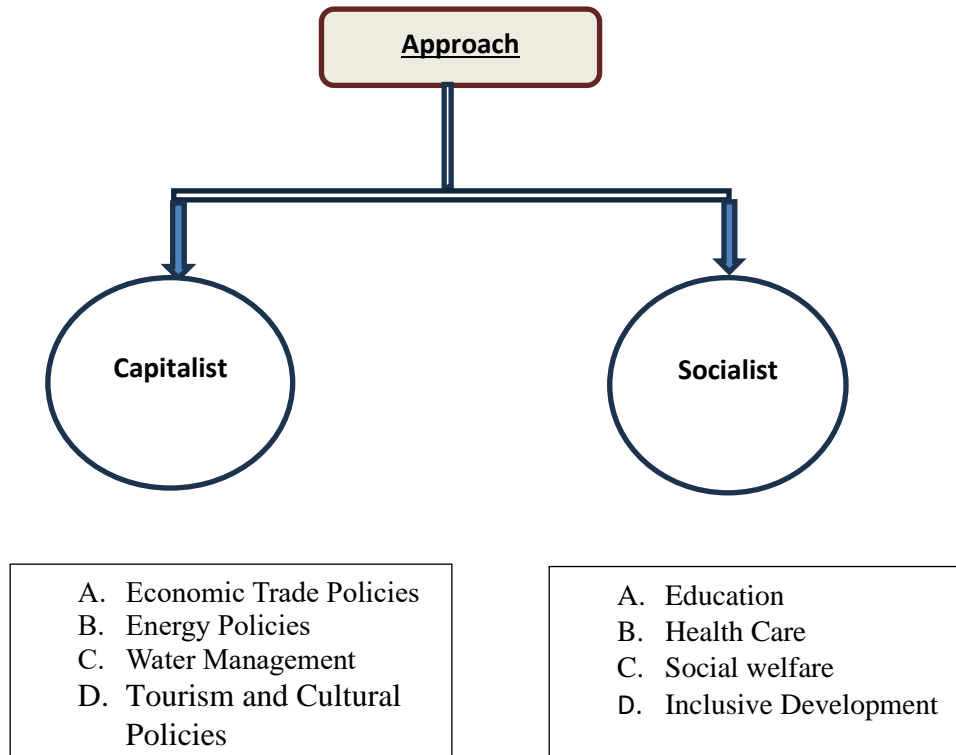 Approach
Capitalist
Socialist
A. Economic Trade Policies
B. Energy Policies
C. Water Management
D. Tourism and Cultural
Policies
A. Education
B. Health Care
C. Social welfare
D. Inclusive Development